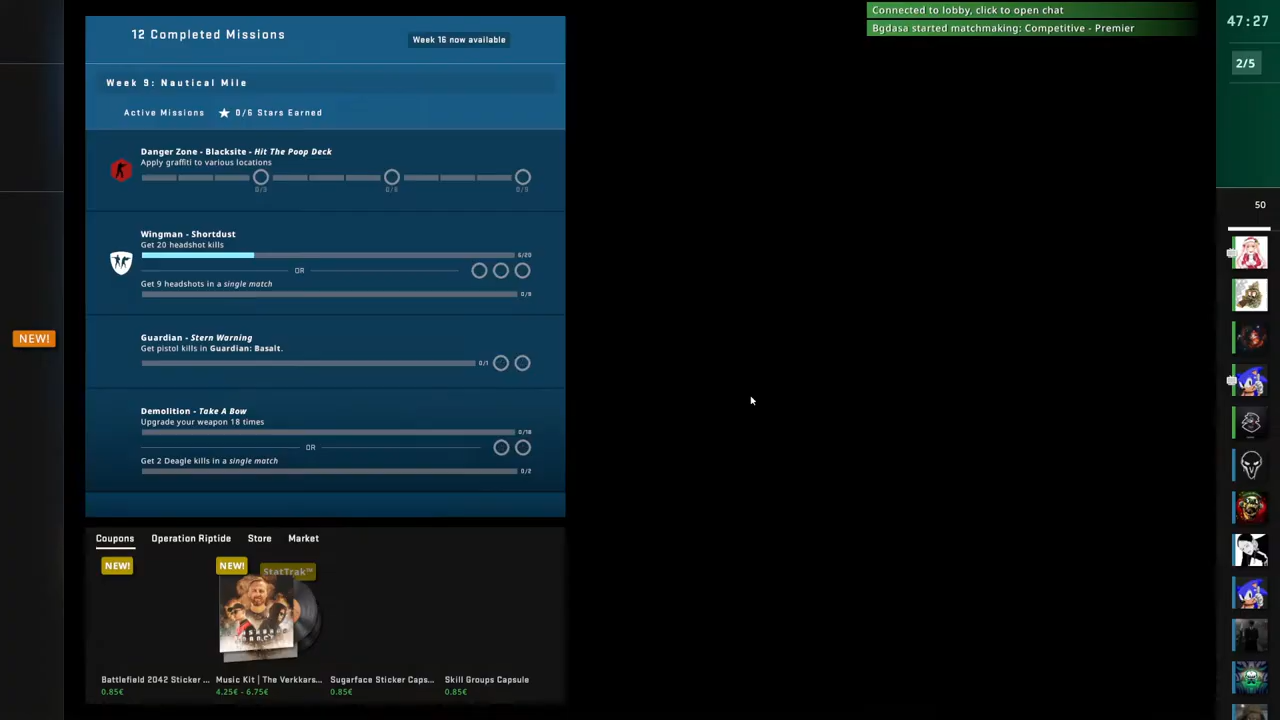 Connected to lobby, click to open chat
Bgdasa started matchmaking: Competitive - Premier
47:27
2/5
50
12 Completed Missions
Week 16 now available
Week 9: Nautical Mile
Active Missions
0/6 Stars Earned
Danger Zone - Blacksite - Hit The Poop Deck
Apply graffiti to various locations
0/3
0/6
0/9
Wingman - Shortdust
Get 20 headshot kills
6/20
OR
Get 9 headshots in a single match
0/9
NEW!
Guardian - Stern Warning
Get pistol kills in Guardian: Basalt.
0/1
Demolition - Take A Bow
Upgrade your weapon 18 times
0/18
OR
Get 2 Deagle kills in a single match
0/2
Coupons
Operation Riptide
Store
Market
NEW!
NEW!
StatTrak™
Battlefield 2042 Sticker ...
Music Kit | The Verkkars...
Sugarface Sticker Caps...
Skill Groups Capsule
0.85€
4.25€ - 6.75€
0.85€
0.85€